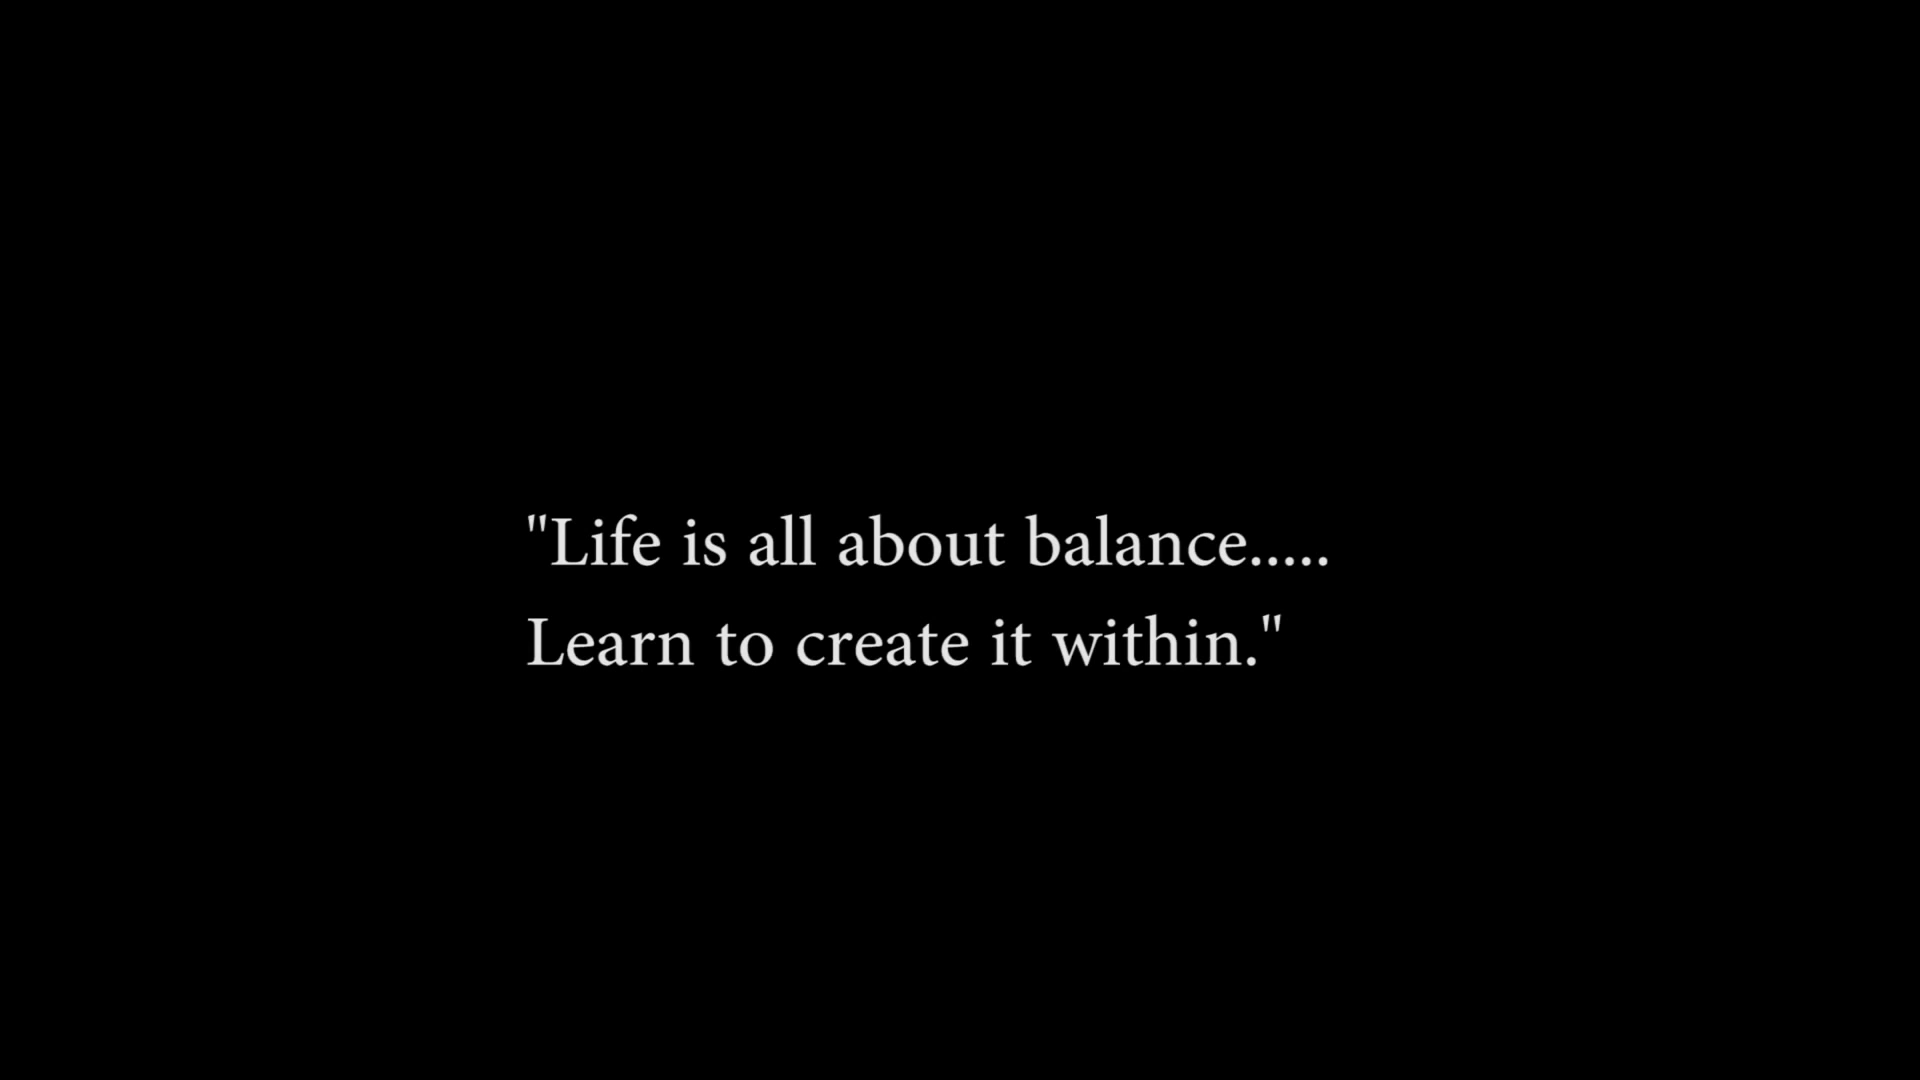 "Life is all about balance.....
Learn to create it within."